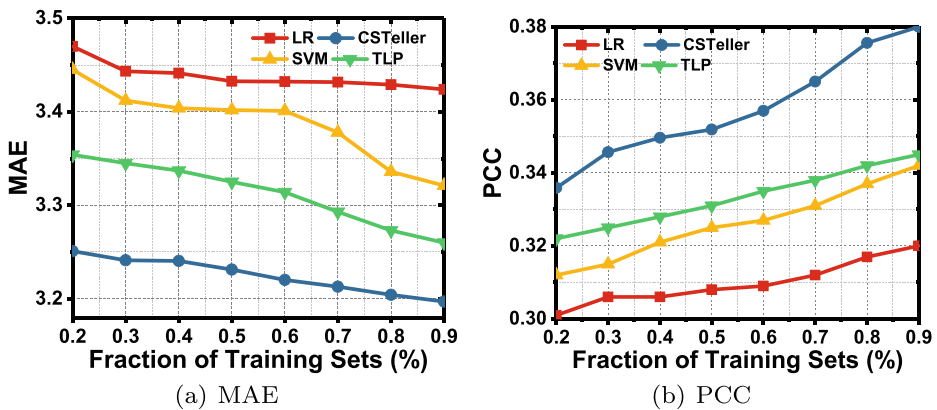 3.5
3.4
3.3
3.2
MAE
LR CSTeller
SVM TLP
0.2 0.3 0.4 0.5 0.6 0.7 0.8 0.9
Fraction of Training Sets (%)
(a) MAE
0.38
0.36
0.34
0.32
0.30
PCC
LR CSTeller
SVM TLP
0.2 0.3 0.4 0.5 0.6 0.7 0.8 0.9
Fraction of Training Sets (%)
(b) PCC